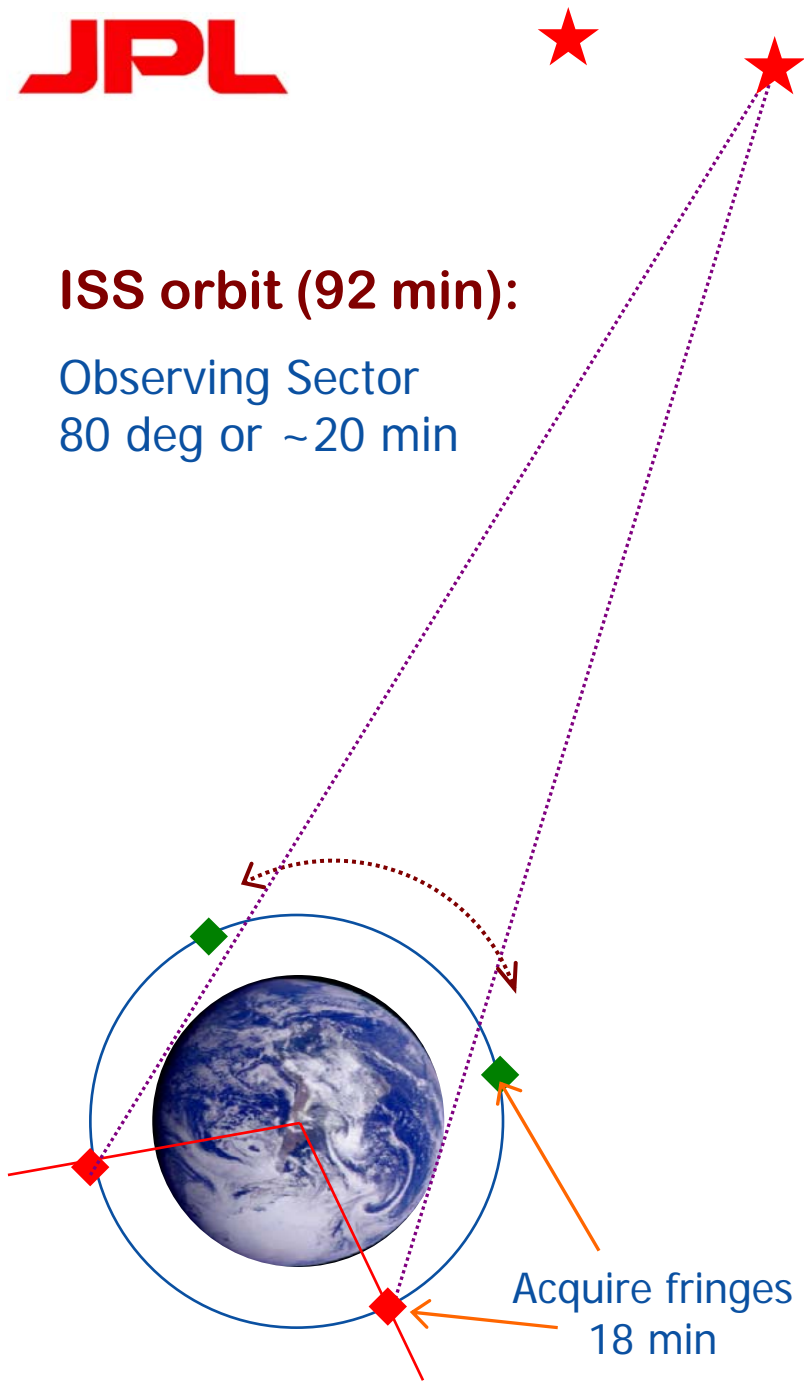 JPL
ISS orbit (92 min):
Observing Sector
80 deg or ~20 min
Acquire fringes
18 min